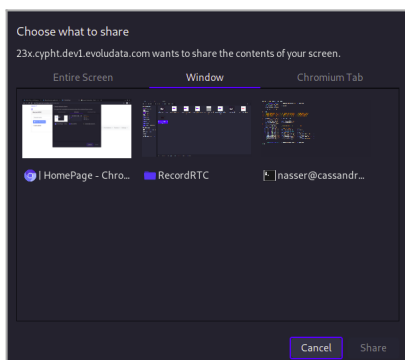 Choose what to share
23x.cypht.dev1.evoludata.com wants to share the contents of your screen.
Entire Screen Window Chromium Tab
| HomePage - Chro... RecordRTC nasser@cassandr...
Cancel Share